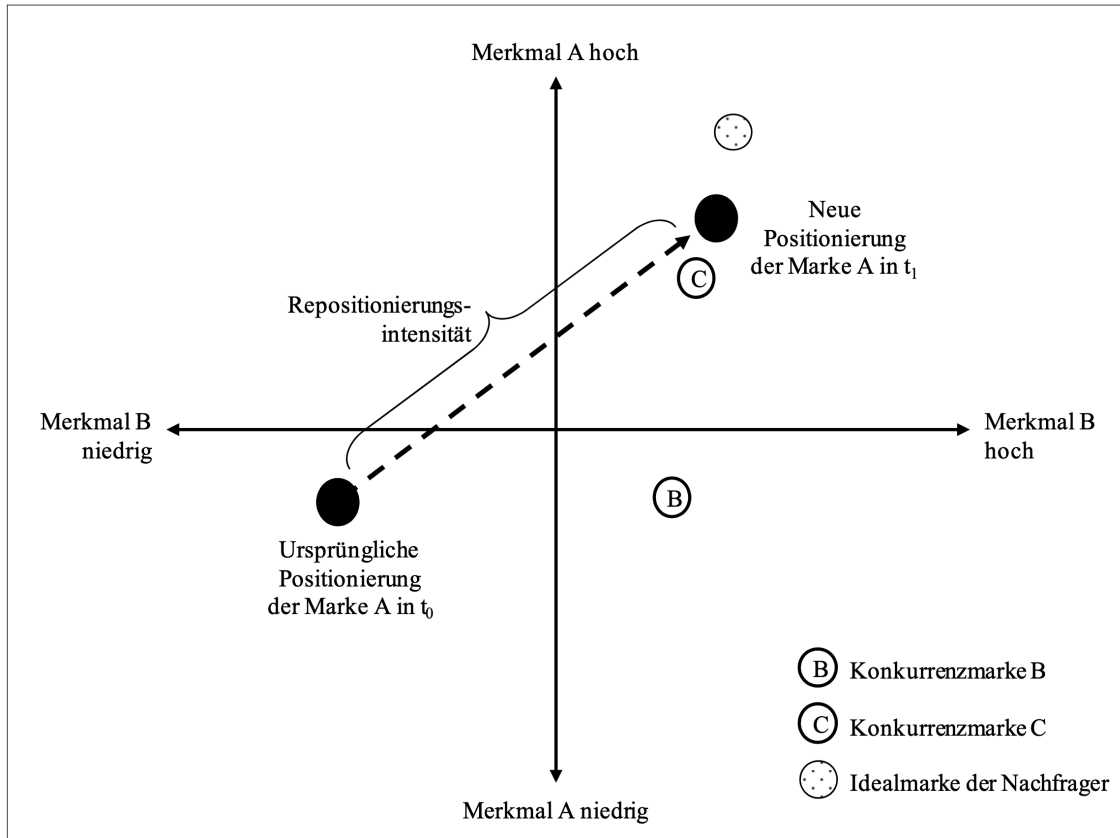 Merkmal A hoch
Neue
Positionierung
der Marke A in t₁
C
Repositionierungs-
intensität
Merkmal B
niedrig
Merkmal B
hoch
B
Ursprüngliche
Positionierung
der Marke A in t₀
B Konkurrenzmarke B
C Konkurrenzmarke C
Idealmarke der Nachfrager
Merkmal A niedrig